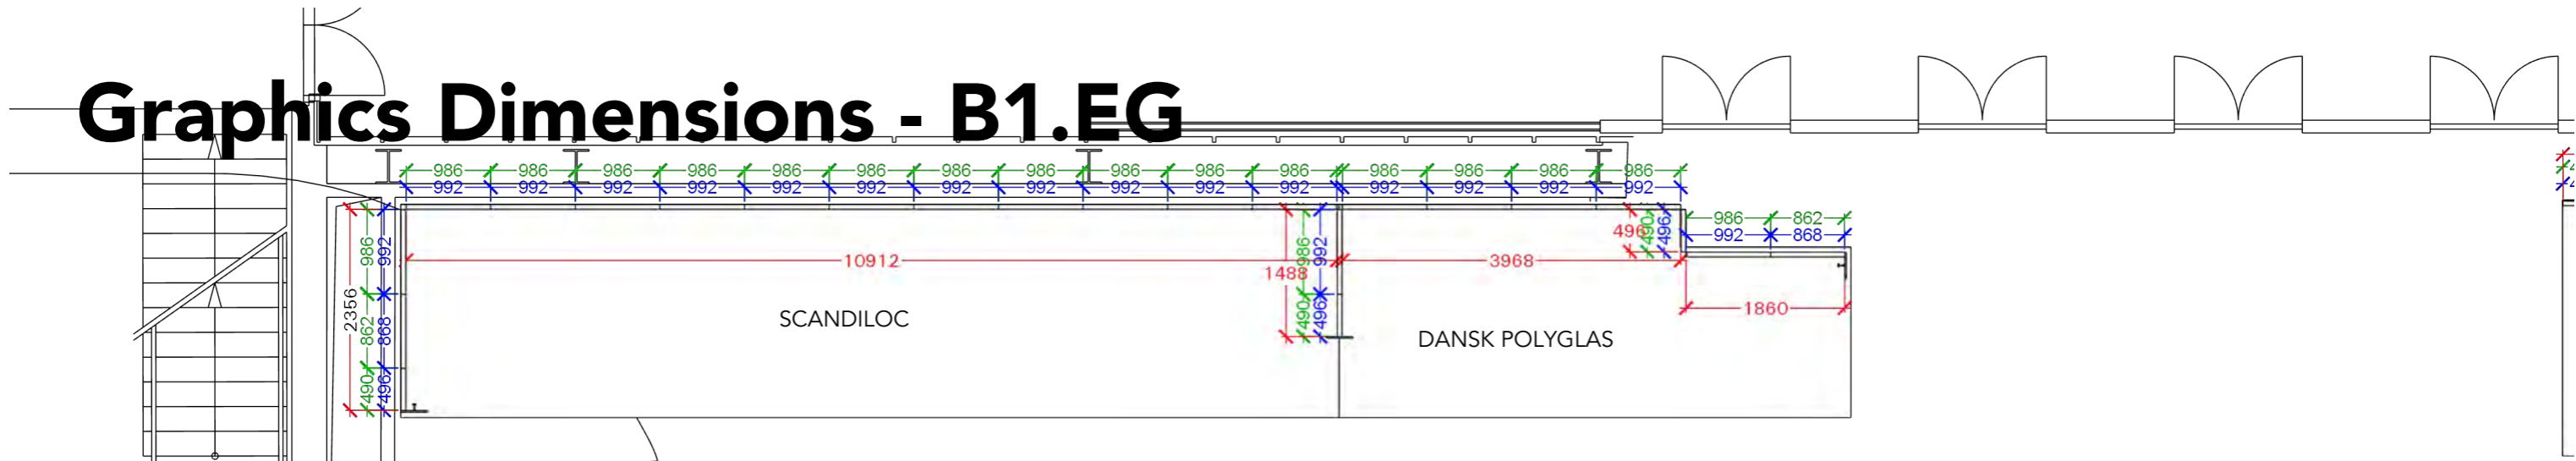 Graphics Dimensions - B1.EG
986 986 986 986 986 986 986 986 986 986 986 986 986 986 986
992 992 992 992 992 992 992 992 992 992 992 992 992 992 992
986 862
992 868
496 490 496
2356
986 862 490
992 868 496
10912
1488
986 490
992 496
3968
1860
SCANDILOC
DANSK POLYGLAS